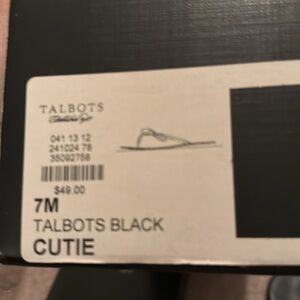 TALBOTS
041 13 12
241024 78
35092758
$49.00
7M
TALBOTS BLACK
CUTIE